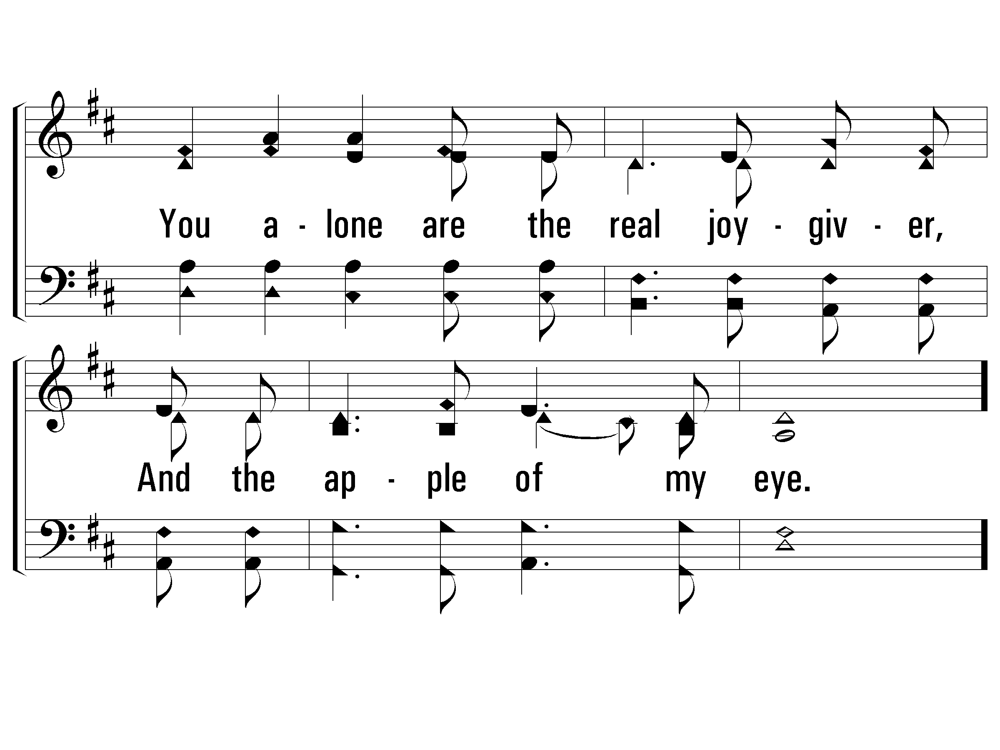 You a - lone are the real joy - giv - er,
And the ap - ple of my eye.